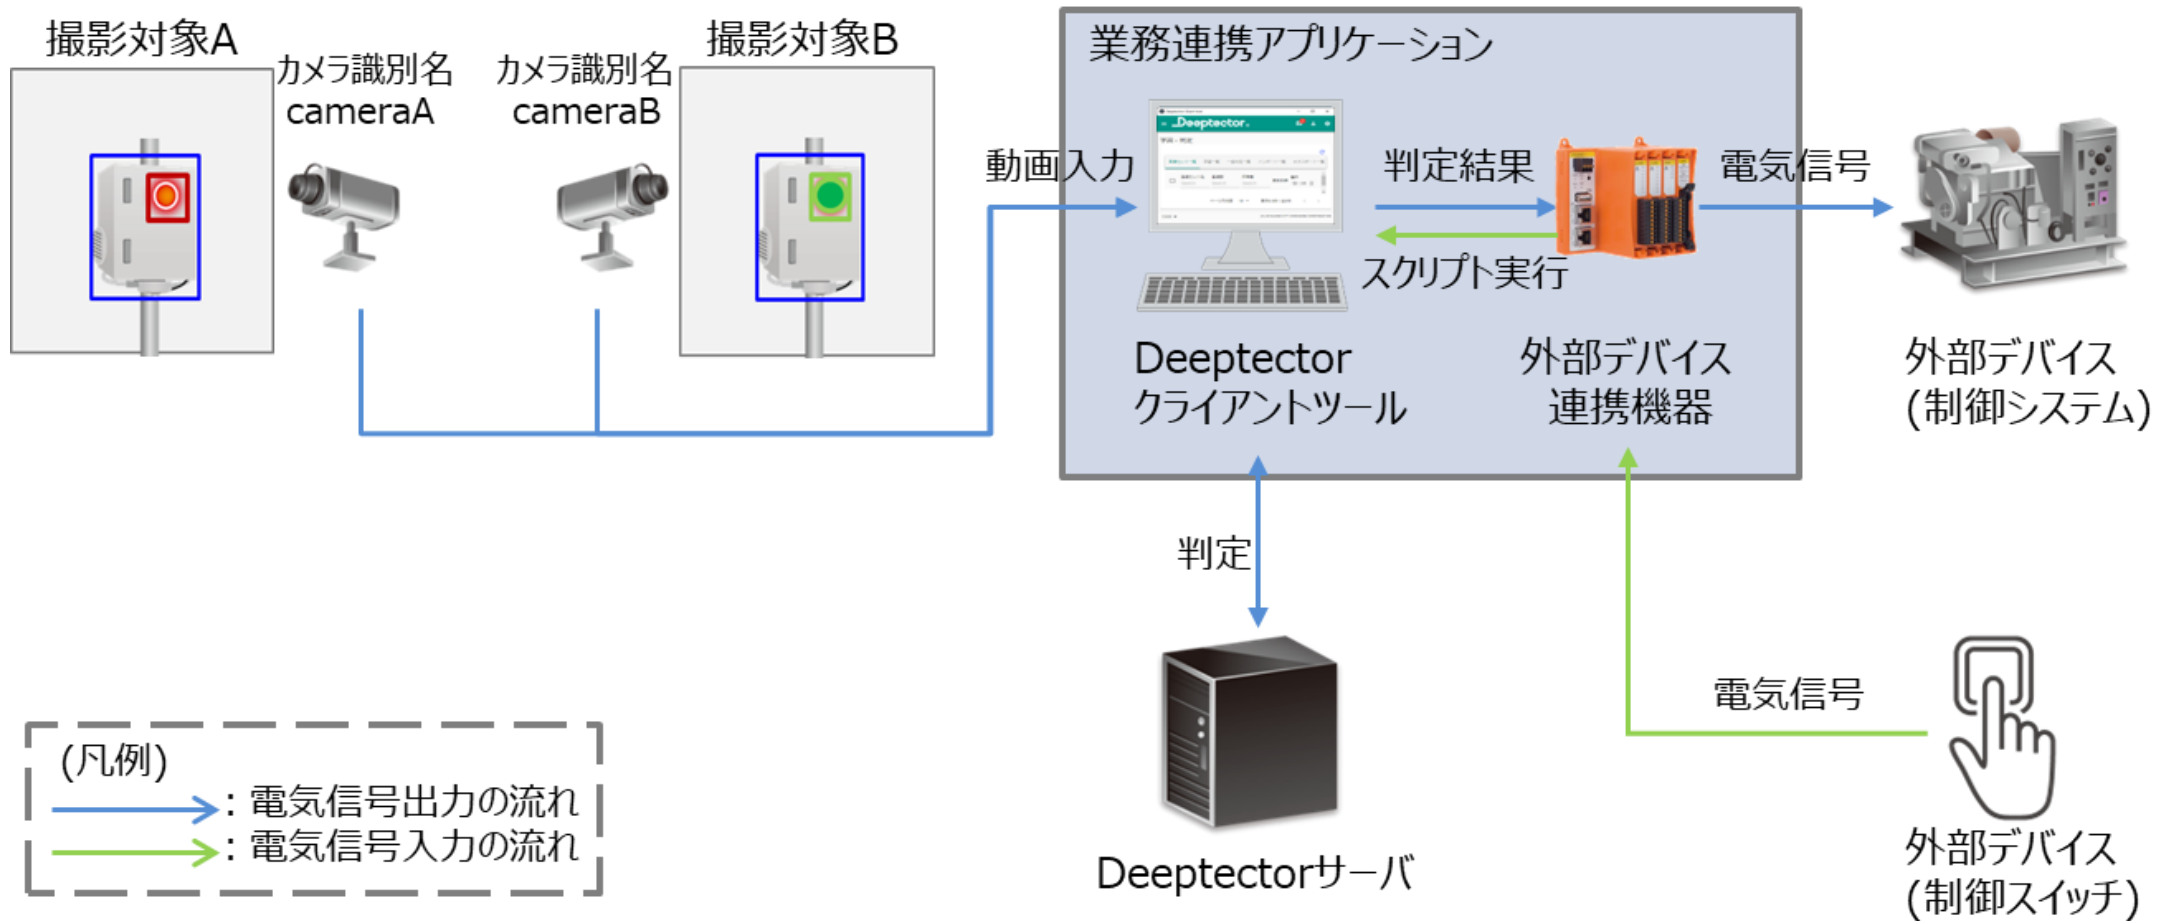 撮影対象A
カメラ識別名
cameraA
カメラ識別名
cameraB
撮影対象B
業務連携アプリケーション
Deeptector
動画入力
判定結果
電気信号
スクリプト実行
Deeptector
クライアントツール
外部デバイス
連携機器
外部デバイス
(制御システム)
判定
電気信号
Deeptectorサーバ
外部デバイス
(制御スイッチ)
(凡例)
: 電気信号出力の流れ
: 電気信号入力の流れ